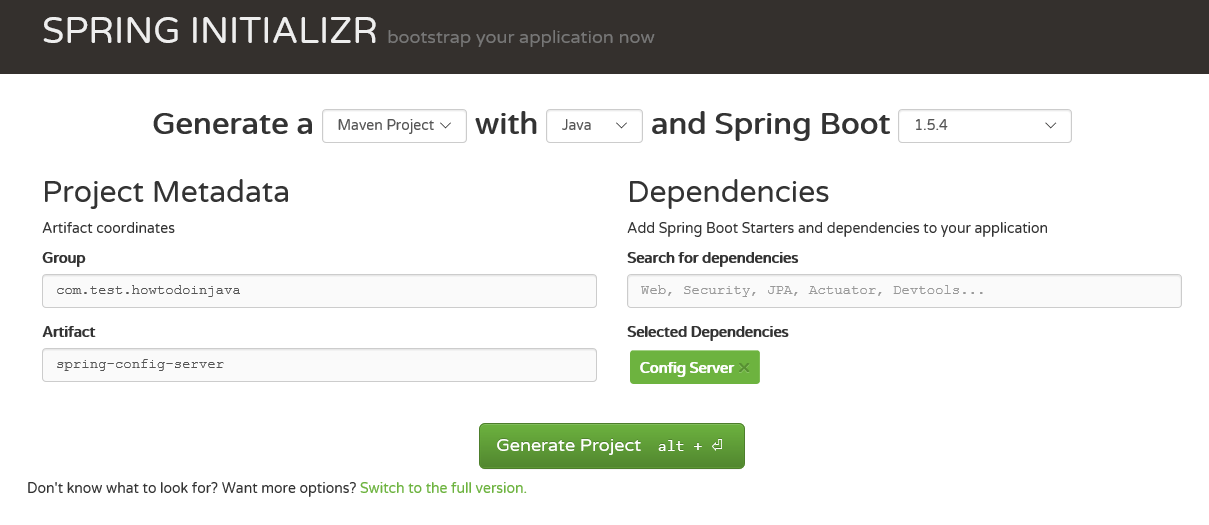 SPRING INITIALIZR bootstrap your application now
Generate a Maven Project with Java and Spring Boot 1.5.4
Project Metadata
Artifact coordinates
Group
com.test.howtodoinjava
Artifact
spring-config-server
Dependencies
Add Spring Boot Starters and dependencies to your application
Search for dependencies
Web, Security, JPA, Actuator, Devtools...
Selected Dependencies
Config Server ×
Generate Project alt + ⏎
Don't know what to look for? Want more options? Switch to the full version.